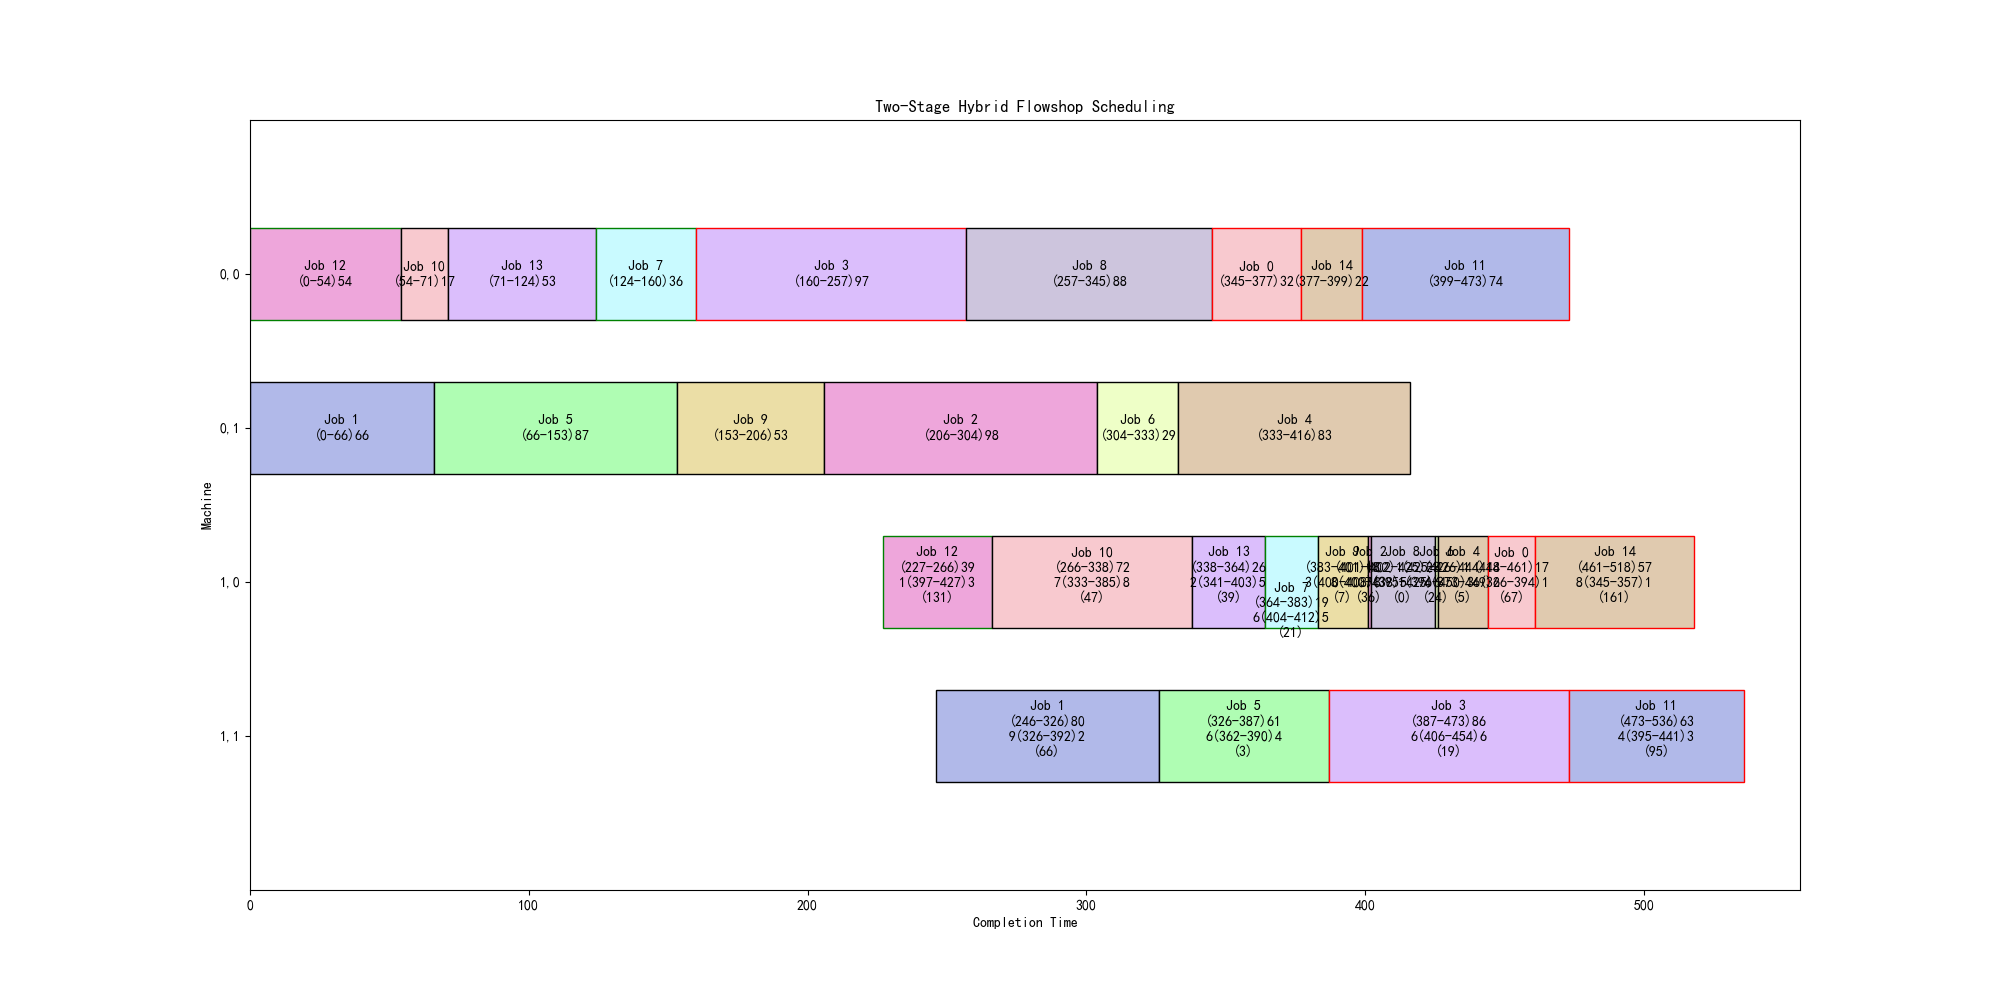 Two-Stage Hybrid Flowshop Scheduling
0,0
Job 12
(0-54)54
Job 10
(54-71)17
Job 13
(71-124)53
Job 7
(124-160)36
Job 3
(160-257)97
Job 8
(257-345)88
Job 0
(345-377)32
Job 14
(377-399)22
Job 11
(399-473)74
0,1
Job 1
(0-66)66
Job 5
(66-153)87
Job 9
(153-206)53
Job 2
(206-304)98
Job 6
(304-333)29
Job 4
(333-416)83
Machine
1,0
Job 12
(227-266)39
1(397-427)3
(131)
Job 10
(266-338)72
7(333-385)8
(47)
Job 13
(338-364)26
2(341-403)5
(39)
Job 7
(364-383)19
6(404-412)5
(21)
Job 9
(7)
Job 2
(36)
Job 8
(0)
Job 6
(24)
Job 4
(5)
Job 0
(67)
Job 14
(461-518)57
8(345-357)1
(161)
1,1
Job 1
(246-326)80
9(326-392)2
(66)
Job 5
(326-387)61
6(362-390)4
(3)
Job 3
(387-473)86
6(406-454)6
(19)
Job 11
(473-536)63
4(395-441)3
(95)
0
100
200
300
400
500
Completion Time